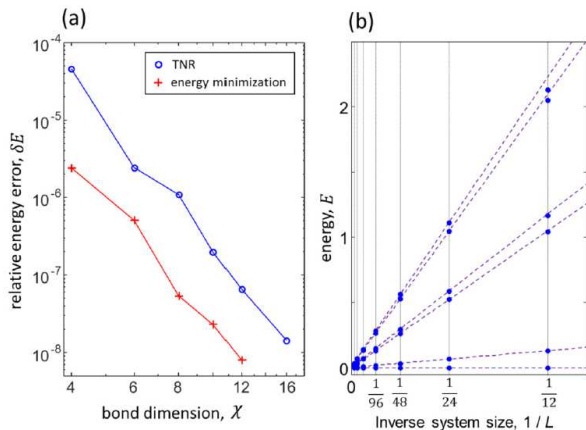 (a)
10⁻⁴
10⁻⁵
10⁻⁶
10⁻⁷
10⁻⁸
relative energy error, δE
TNR
energy minimization
4 6 8 10 12 16
bond dimension, χ
(b)
2
1
0
energy, E
0 1/96 1/48 1/24 1/12
Inverse system size, 1 / L